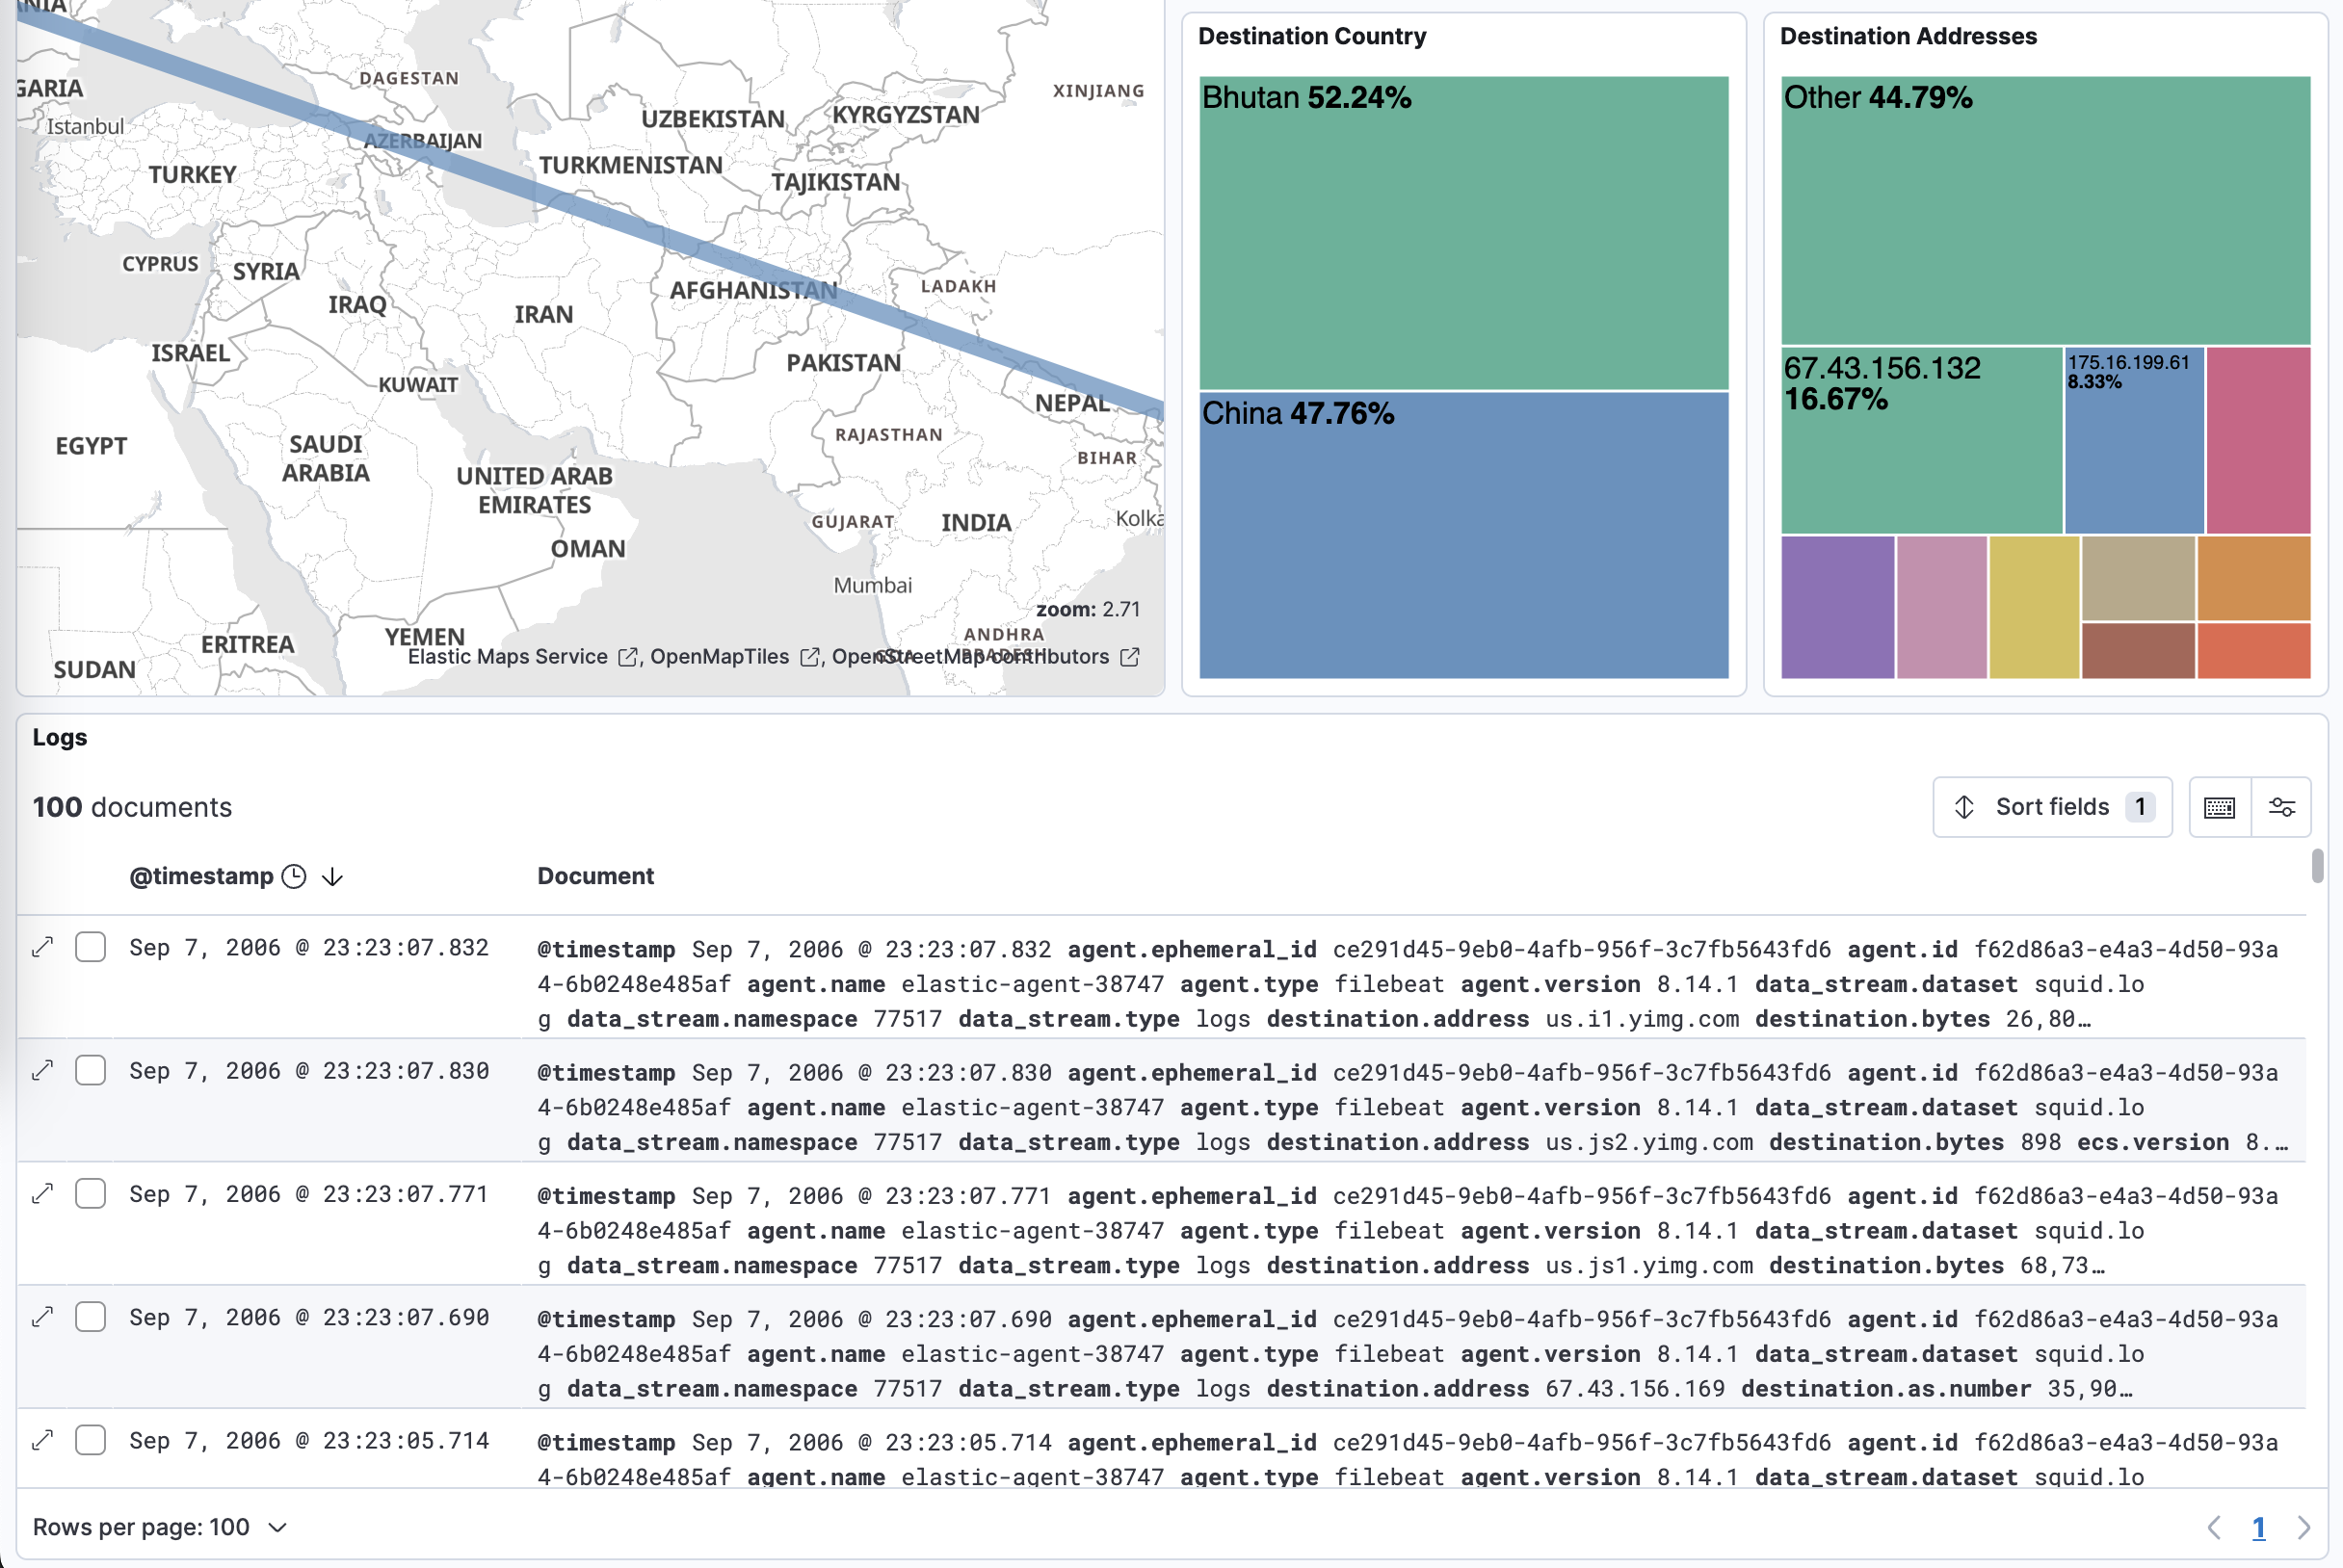 NIA
DAGESTAN
XINJIANG
GARIA
UZBEKISTAN
KYRGYZSTAN
Istanbul
AZERBAIJAN
TURKMENISTAN
TURKEY
TAJIKISTAN
CYPRUS
SYRIA
AFGHANISTAN
LADAKH
IRAQ
IRAN
ISRAEL
PAKISTAN
KUWAIT
NEPAL
EGYPT
SAUDI
ARABIA
RAJASTHAN
BIHAR
UNITED ARAB
EMIRATES
GUJARAT
INDIA
Kolka
OMAN
Mumbai
zoom: 2.71
ERITREA
YEMEN
ANDHRA
PRADESH
GOA
Elastic Maps Service , OpenMapTiles , OpenStreetMap contributors
SUDAN
Destination Country
Bhutan 52.24%
China 47.76%
Destination Addresses
Other 44.79%
67.43.156.132
16.67%
175.16.199.61
8.33%
Logs
100 documents
Sort fields 1
@timestamp Document
Sep 7, 2006 @ 23:23:07.832 @timestamp Sep 7, 2006 @ 23:23:07.832 agent.ephemeral_id ce291d45-9eb0-4afb-956f-3c7fb5643fd6 agent.id f62d86a3-e4a3-4d50-93a
4-6b0248e485af agent.name elastic-agent-38747 agent.type filebeat agent.version 8.14.1 data_stream.dataset squid.lo
g data_stream.namespace 77517 data_stream.type logs destination.address us.i1.yimg.com destination.bytes 26,80…
Sep 7, 2006 @ 23:23:07.830 @timestamp Sep 7, 2006 @ 23:23:07.830 agent.ephemeral_id ce291d45-9eb0-4afb-956f-3c7fb5643fd6 agent.id f62d86a3-e4a3-4d50-93a
4-6b0248e485af agent.name elastic-agent-38747 agent.type filebeat agent.version 8.14.1 data_stream.dataset squid.lo
g data_stream.namespace 77517 data_stream.type logs destination.address us.js2.yimg.com destination.bytes 898 ecs.version 8.…
Sep 7, 2006 @ 23:23:07.771 @timestamp Sep 7, 2006 @ 23:23:07.771 agent.ephemeral_id ce291d45-9eb0-4afb-956f-3c7fb5643fd6 agent.id f62d86a3-e4a3-4d50-93a
4-6b0248e485af agent.name elastic-agent-38747 agent.type filebeat agent.version 8.14.1 data_stream.dataset squid.lo
g data_stream.namespace 77517 data_stream.type logs destination.address us.js1.yimg.com destination.bytes 68,73…
Sep 7, 2006 @ 23:23:07.690 @timestamp Sep 7, 2006 @ 23:23:07.690 agent.ephemeral_id ce291d45-9eb0-4afb-956f-3c7fb5643fd6 agent.id f62d86a3-e4a3-4d50-93a
4-6b0248e485af agent.name elastic-agent-38747 agent.type filebeat agent.version 8.14.1 data_stream.dataset squid.lo
g data_stream.namespace 77517 data_stream.type logs destination.address 67.43.156.169 destination.as.number 35,90…
Sep 7, 2006 @ 23:23:05.714 @timestamp Sep 7, 2006 @ 23:23:05.714 agent.ephemeral_id ce291d45-9eb0-4afb-956f-3c7fb5643fd6 agent.id f62d86a3-e4a3-4d50-93a
4-6b0248e485af agent.name elastic-agent-38747 agent.type filebeat agent.version 8.14.1 data_stream.dataset squid.lo
Rows per page: 100
1